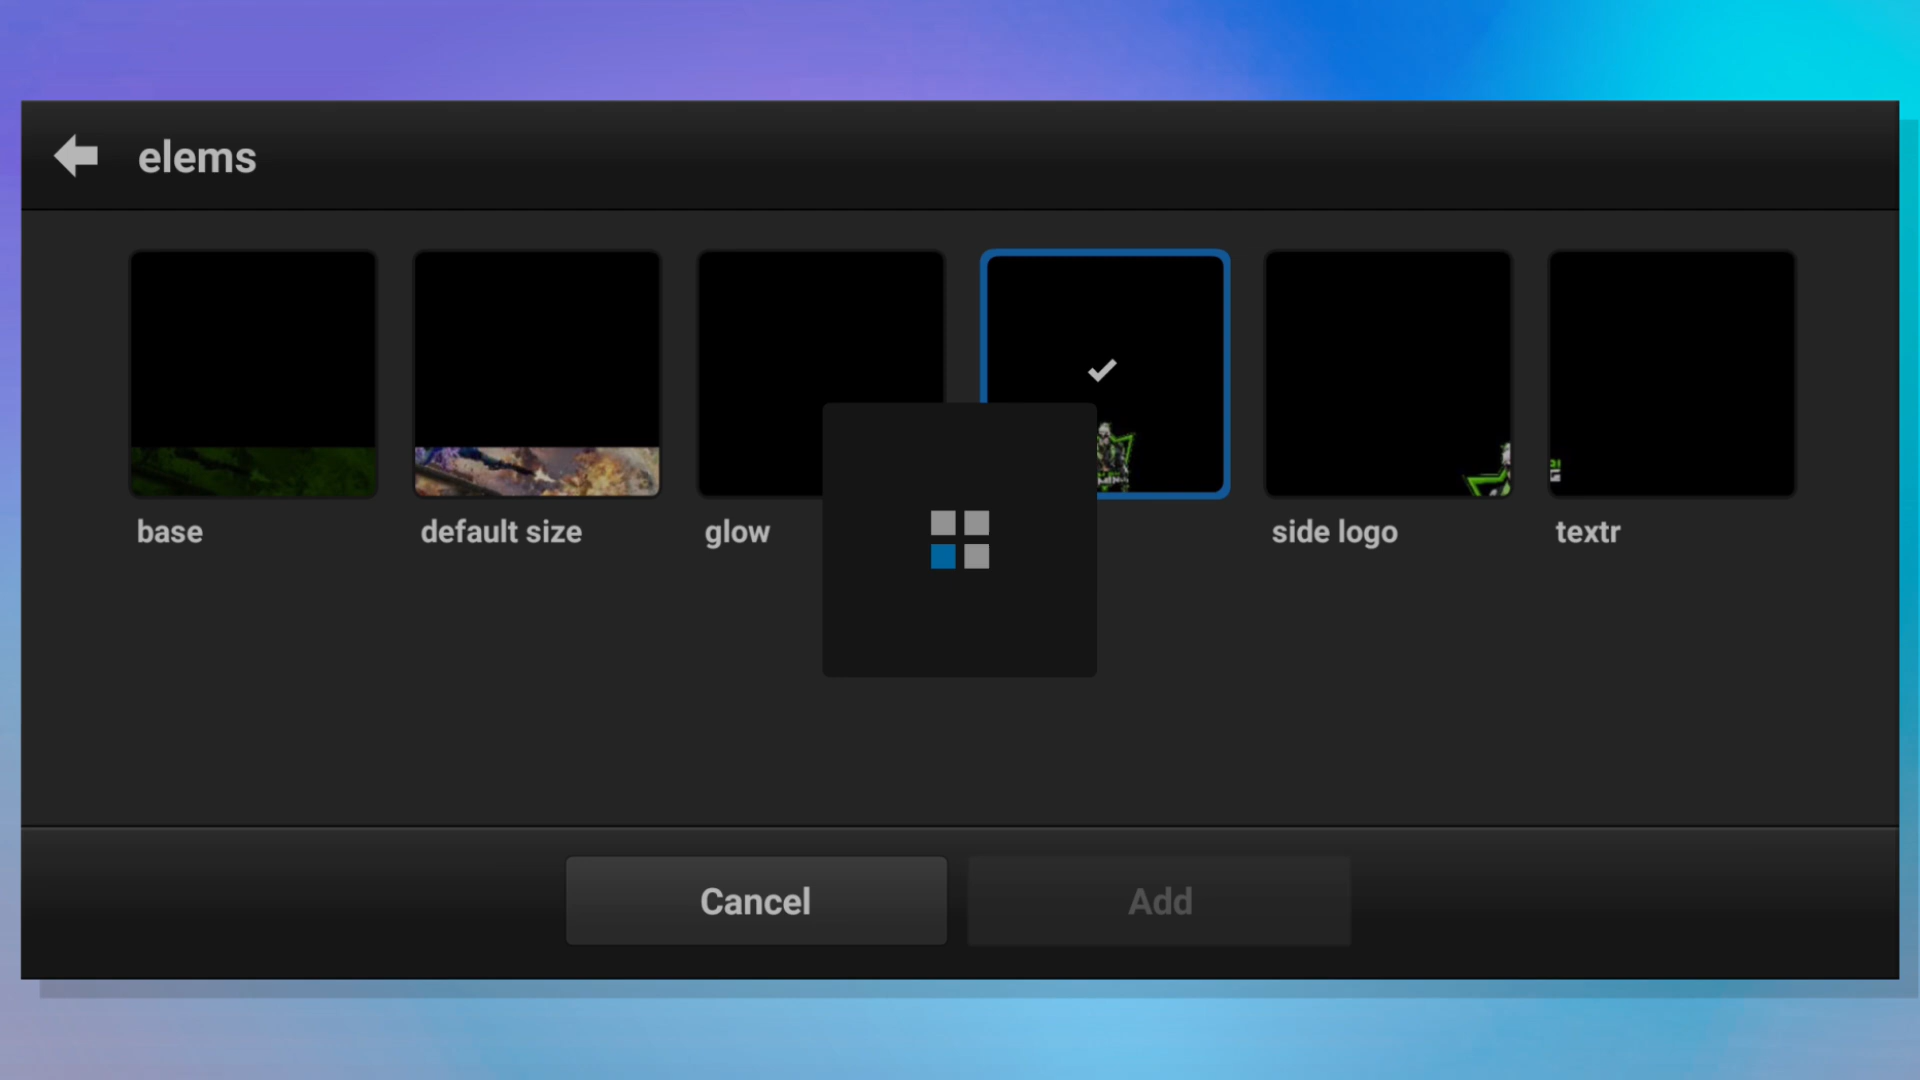 elems
base
default size
glow
side logo
textr
Cancel
Add